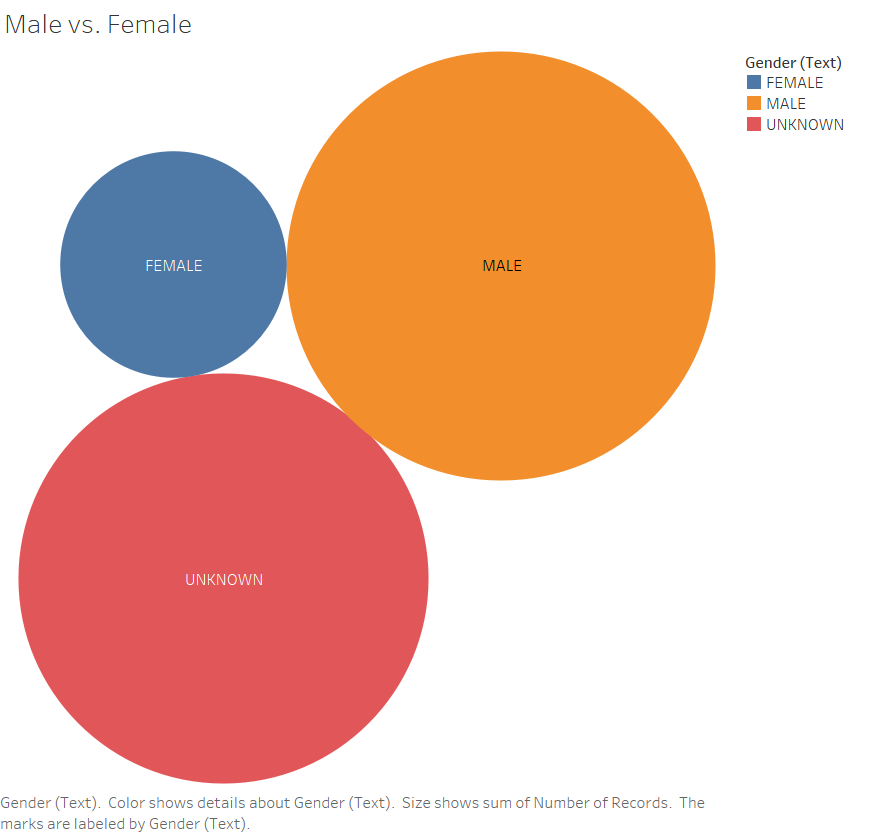 Male vs. Female
Gender (Text)
FEMALE
MALE
UNKNOWN
FEMALE
MALE
UNKNOWN
Gender (Text).  Color shows details about Gender (Text).  Size shows sum of Number of Records.  The
marks are labeled by Gender (Text).